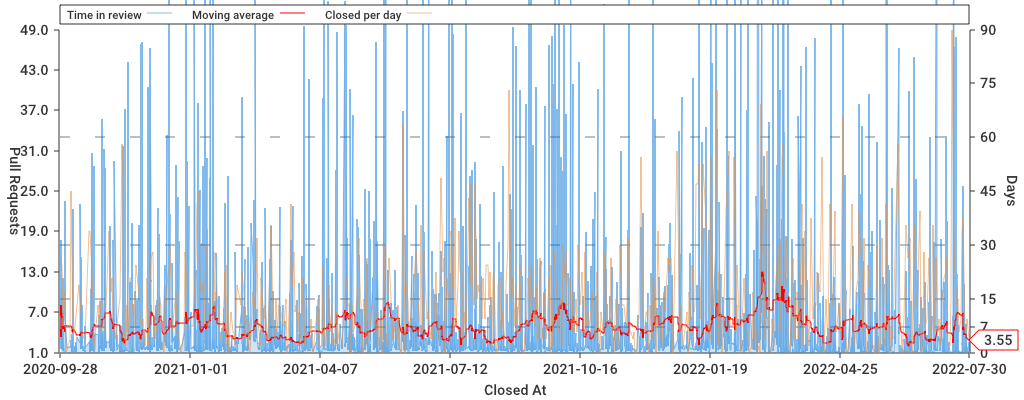 Time in review Moving average Closed per day
49.0 90
43.0 75
37.0
31.0 60
25.0 45
19.0 30
13.0 15
7.0 7
1.0 0
3.55
Pull Requests
Days
2020-09-28 2021-01-01 2021-04-07 2021-07-12 2021-10-16 2022-01-19 2022-04-25 2022-07-30
Closed At